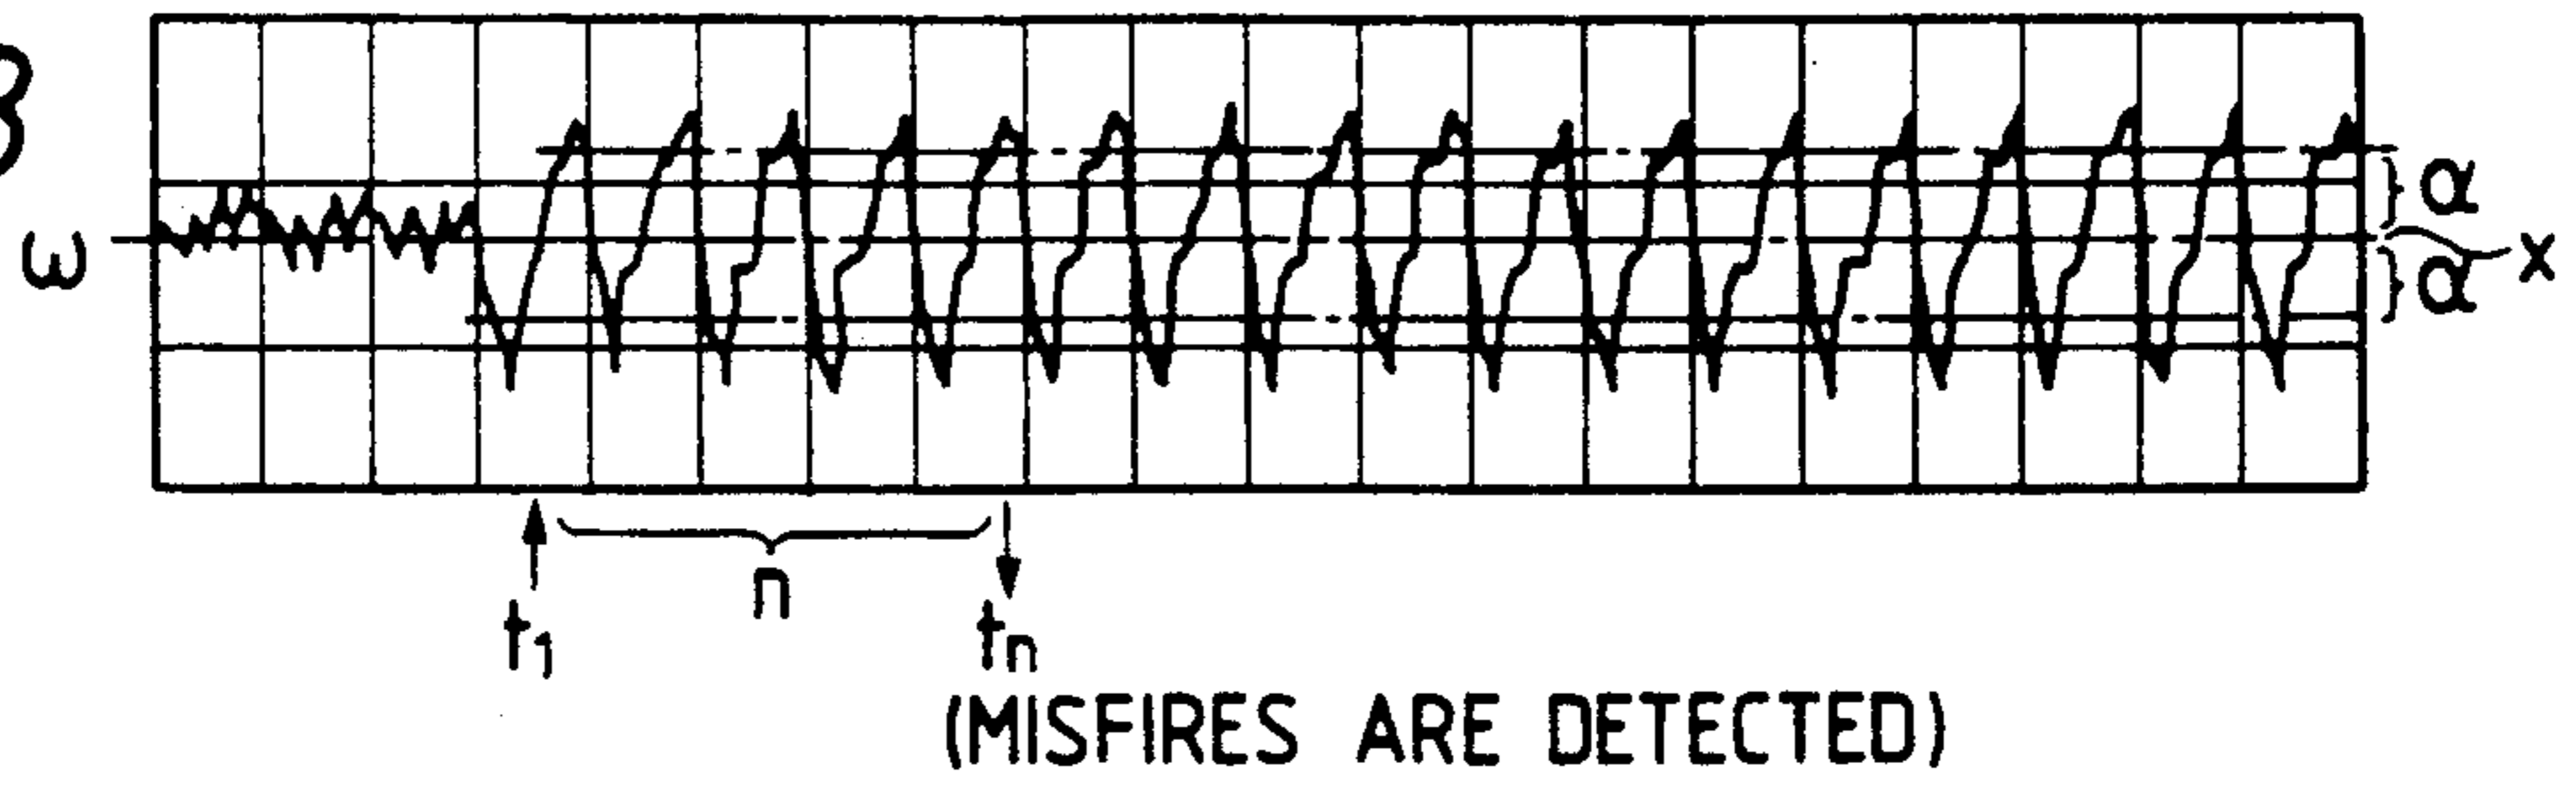 ω
α
α
x
n
t1
tn
(MISFIRES ARE DETECTED)